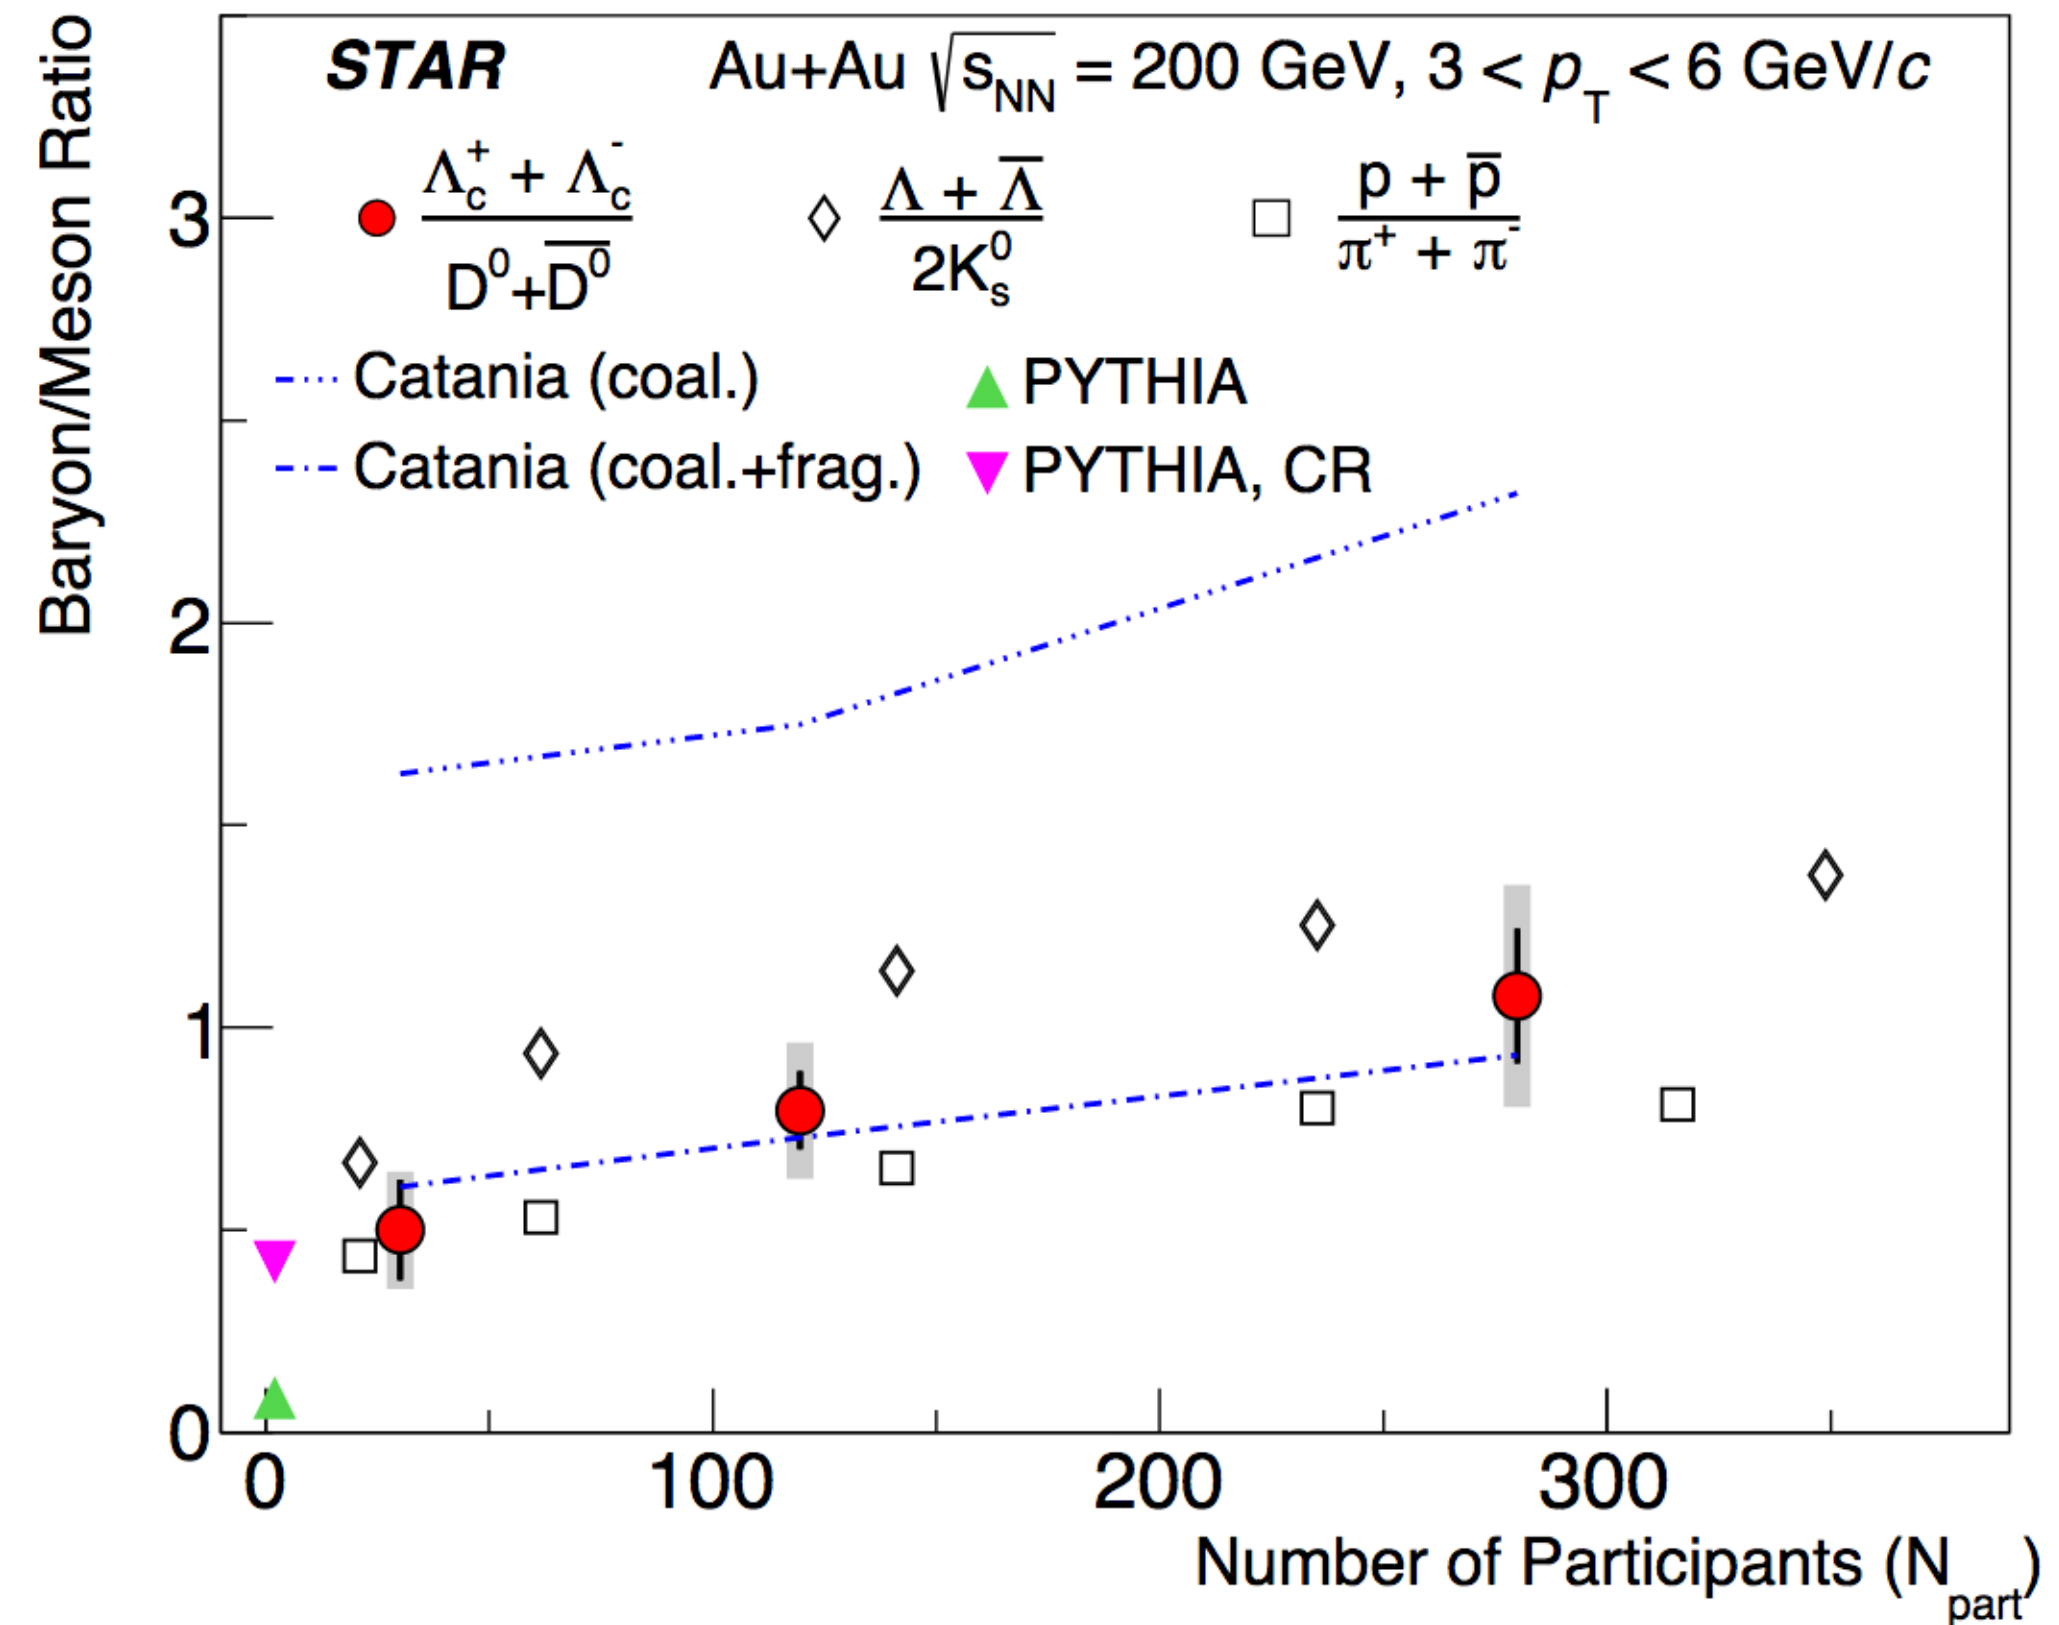 STAR Au+Au √sNN = 200 GeV, 3 < pT < 6 GeV/c
Λc+ + Λc- Λ + Λ̅ p + p̅
D0+D̅0 2Ks0 π+ + π-
Catania (coal.) PYTHIA
Catania (coal.+frag.) PYTHIA, CR
Baryon/Meson Ratio
3
2
1
0
0 100 200 300
Number of Participants (Npart)